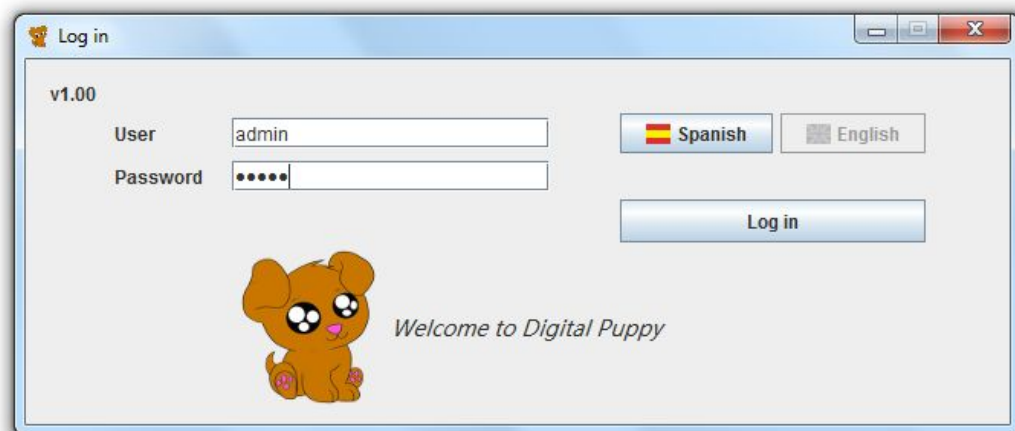 Log in
v1.00
User admin
Spanish English
Password •••••
Log in
Welcome to Digital Puppy